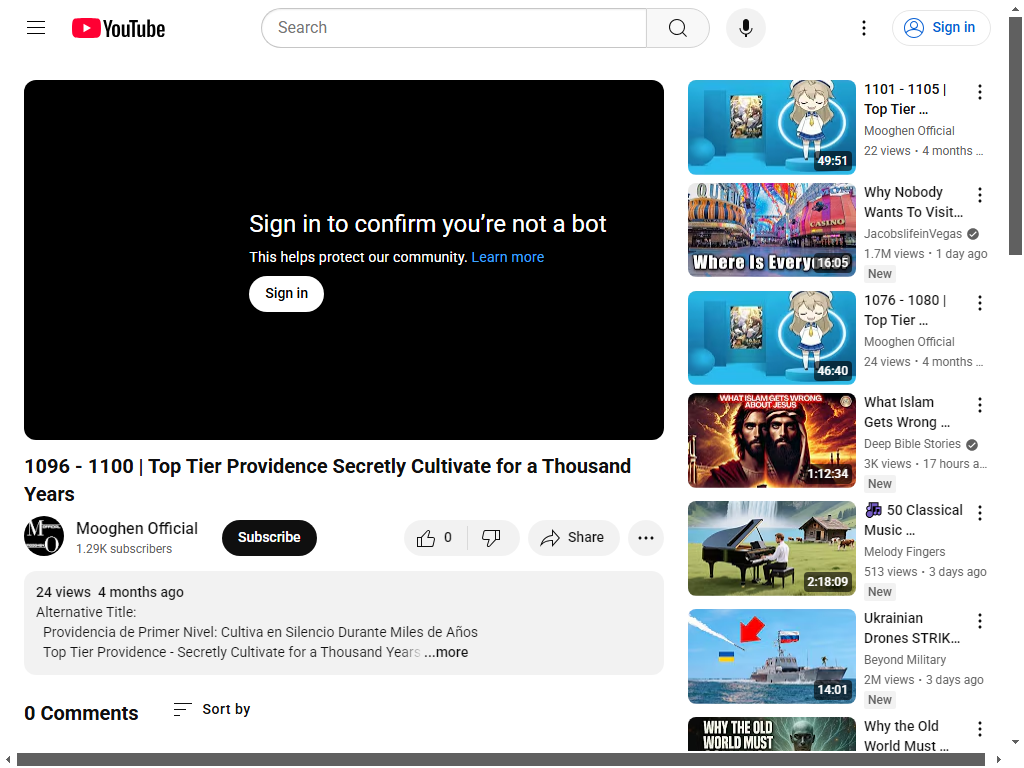 YouTube
Search
Sign in
Sign in to confirm you’re not a bot
This helps protect our community. Learn more
Sign in
1096 - 1100 | Top Tier Providence Secretly Cultivate for a Thousand
Years
Mooghen Official
1.29K subscribers
Subscribe
0
Share
24 views 4 months ago
Alternative Title:
Providencia de Primer Nivel: Cultiva en Silencio Durante Miles de Años
Top Tier Providence - Secretly Cultivate for a Thousand Years ...more
0 Comments
Sort by
49:51
1101 - 1105 |
Top Tier …
Mooghen Official
22 views • 4 months …
CASINO
Where Is Every
16:05
Why Nobody
Wants To Visit…
JacobslifeinVegas
1.7M views • 1 day ago
New
46:40
1076 - 1080 |
Top Tier …
Mooghen Official
24 views • 4 months …
WHAT ISLAM GETS WRONG
ABOUT JESUS
1:12:34
What Islam
Gets Wrong …
Deep Bible Stories
3K views • 17 hours a…
New
2:18:09
🎼 50 Classical
Music …
Melody Fingers
513 views • 3 days ago
New
14:01
Ukrainian
Drones STRIK…
Beyond Military
2M views • 3 days ago
New
WHY THE OLD
WORLD MUST
Why the Old
World Must …